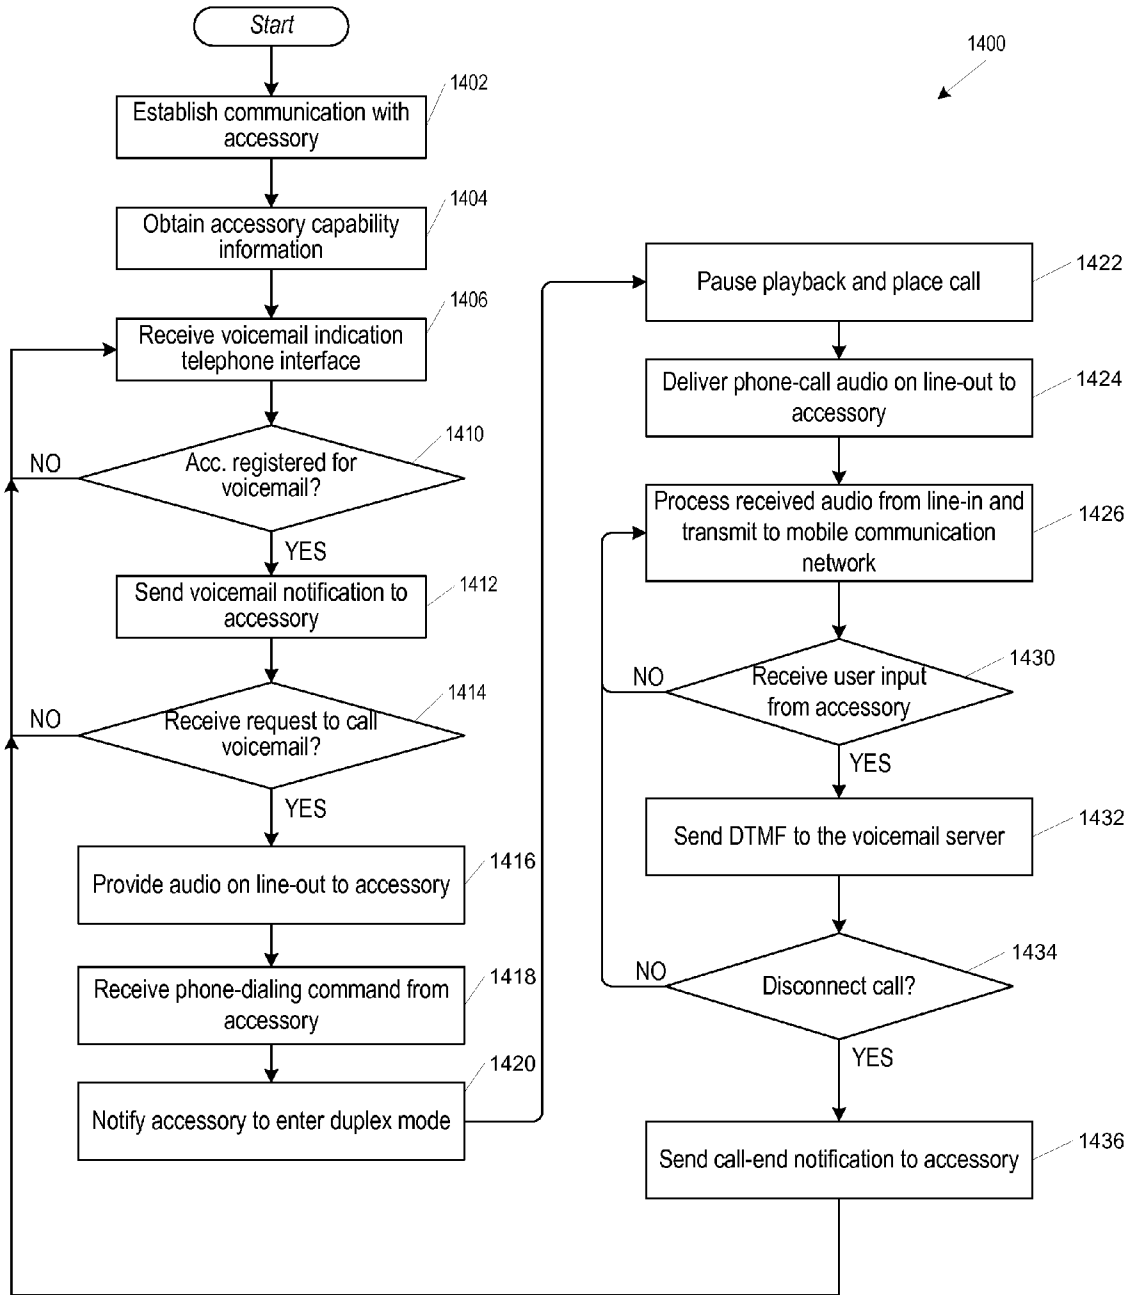 Start
1400
1402
Establish communication with
accessory
1404
Obtain accessory capability
information
1406
Receive voicemail indication
telephone interface
1410
Acc. registered for
voicemail?
NO
YES
1412
Send voicemail notification to
accessory
1414
Receive request to call
voicemail?
NO
YES
1416
Provide audio on line-out to accessory
1418
Receive phone-dialing command from
accessory
1420
Notify accessory to enter duplex mode
1422
Pause playback and place call
1424
Deliver phone-call audio on line-out to
accessory
1426
Process received audio from line-in and
transmit to mobile communication
network
1430
Receive user input
from accessory
NO
YES
1432
Send DTMF to the voicemail server
1434
Disconnect call?
NO
YES
1436
Send call-end notification to accessory